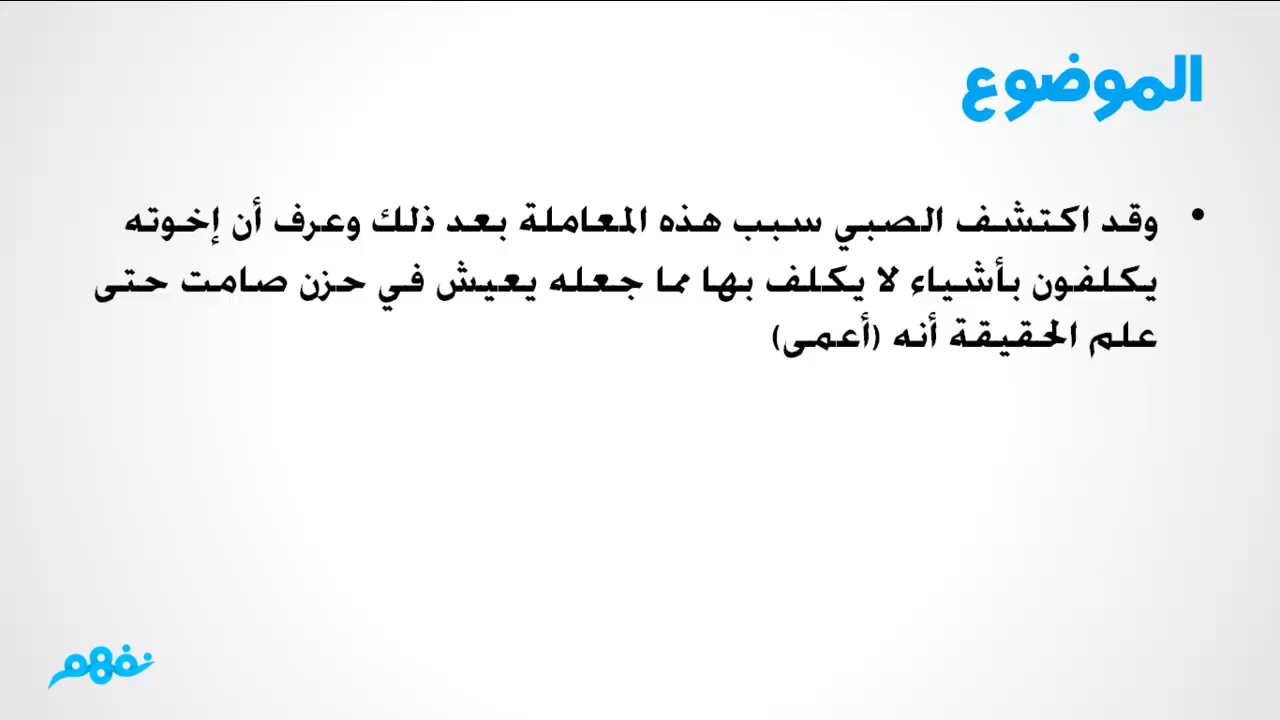 الموضوع
• وقد اكتشف الصبي سبب هذه المعاملة بعد ذلك وعرف أن إخوته
يكلفون بأشياء لا يكلف بها مما جعله يعيش في حزن صامت حتى
علم الحقيقة أنه (أعمى)
نفهم